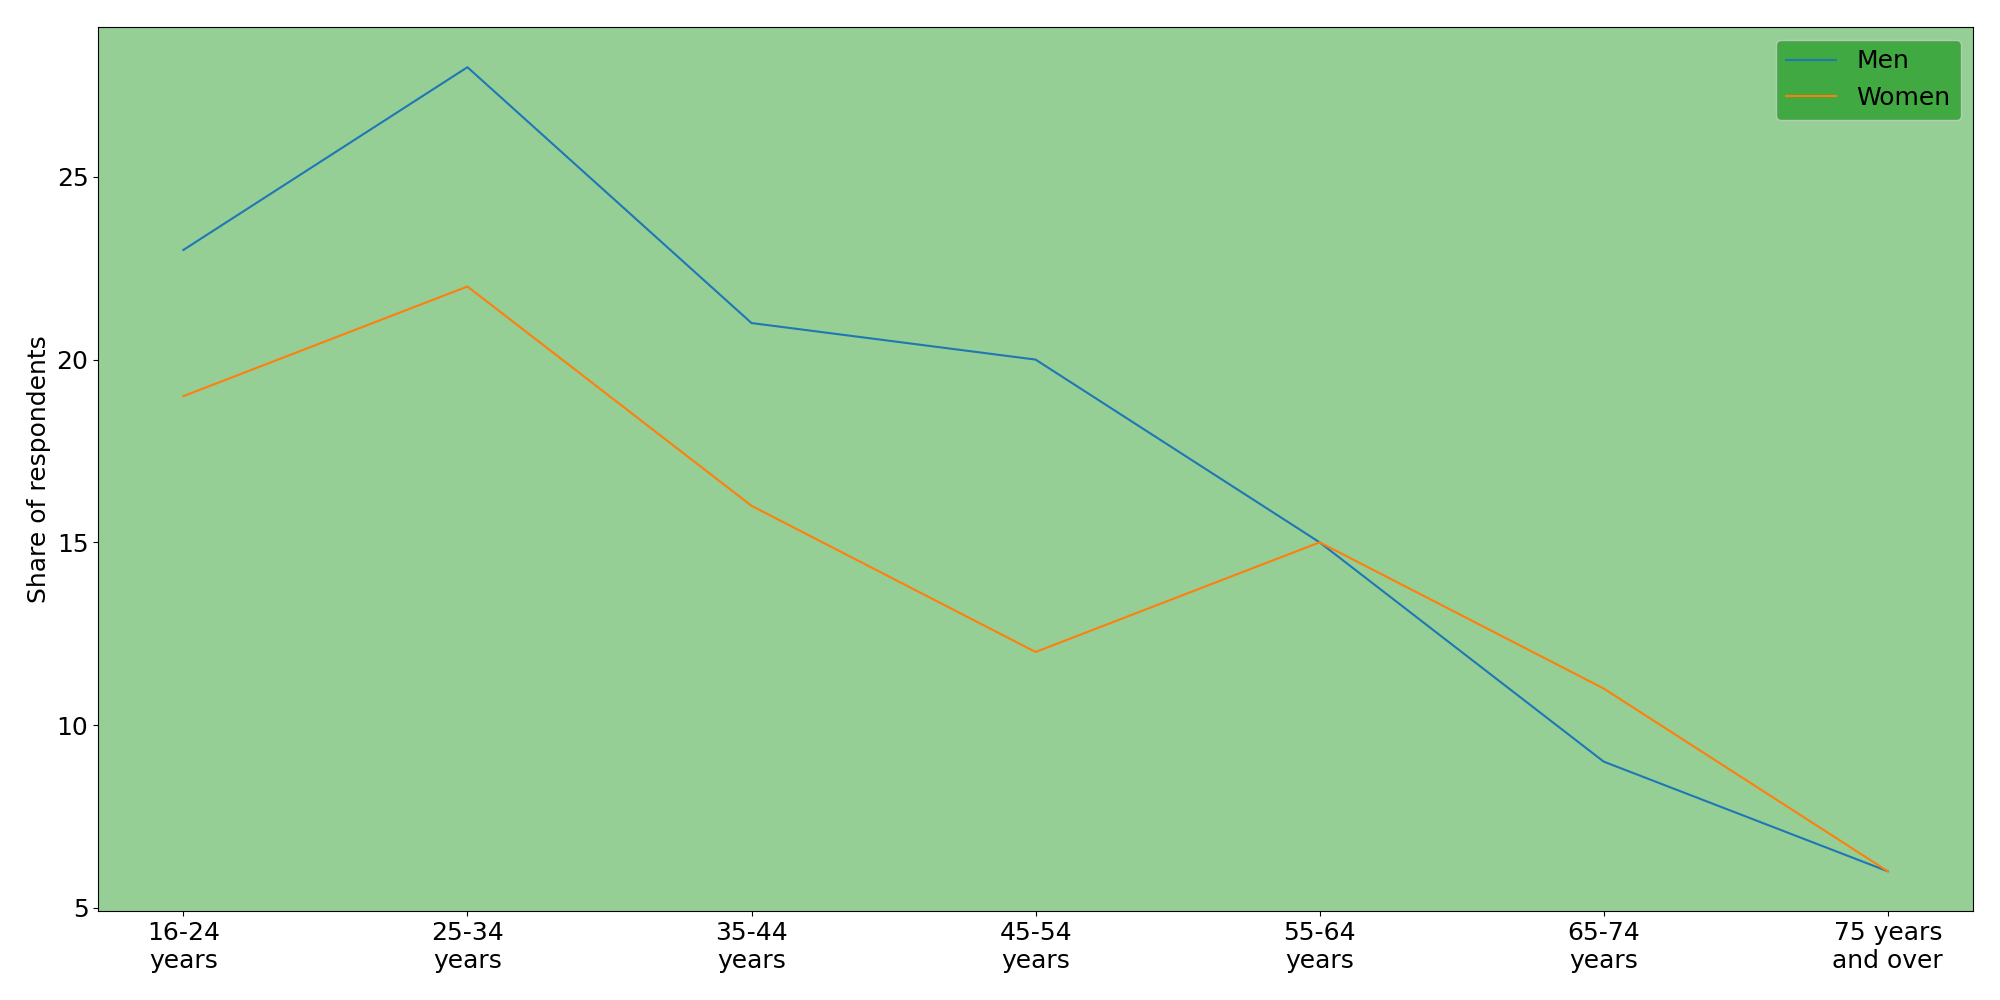 Men
Women
Share of respondents
25
20
15
10
5
16-24
years
25-34
years
35-44
years
45-54
years
55-64
years
65-74
years
75 years
and over